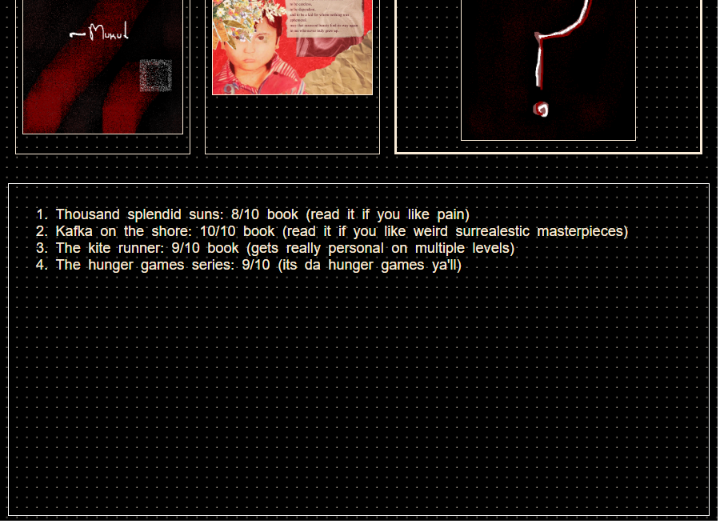 ~Mukul
1. Thousand splendid suns: 8/10 book (read it if you like pain)
2. Kafka on the shore: 10/10 book (read it if you like weird surrealestic masterpieces)
3. The kite runner: 9/10 book (gets really personal on multiple levels)
4. The hunger games series: 9/10 (its da hunger games ya'll)